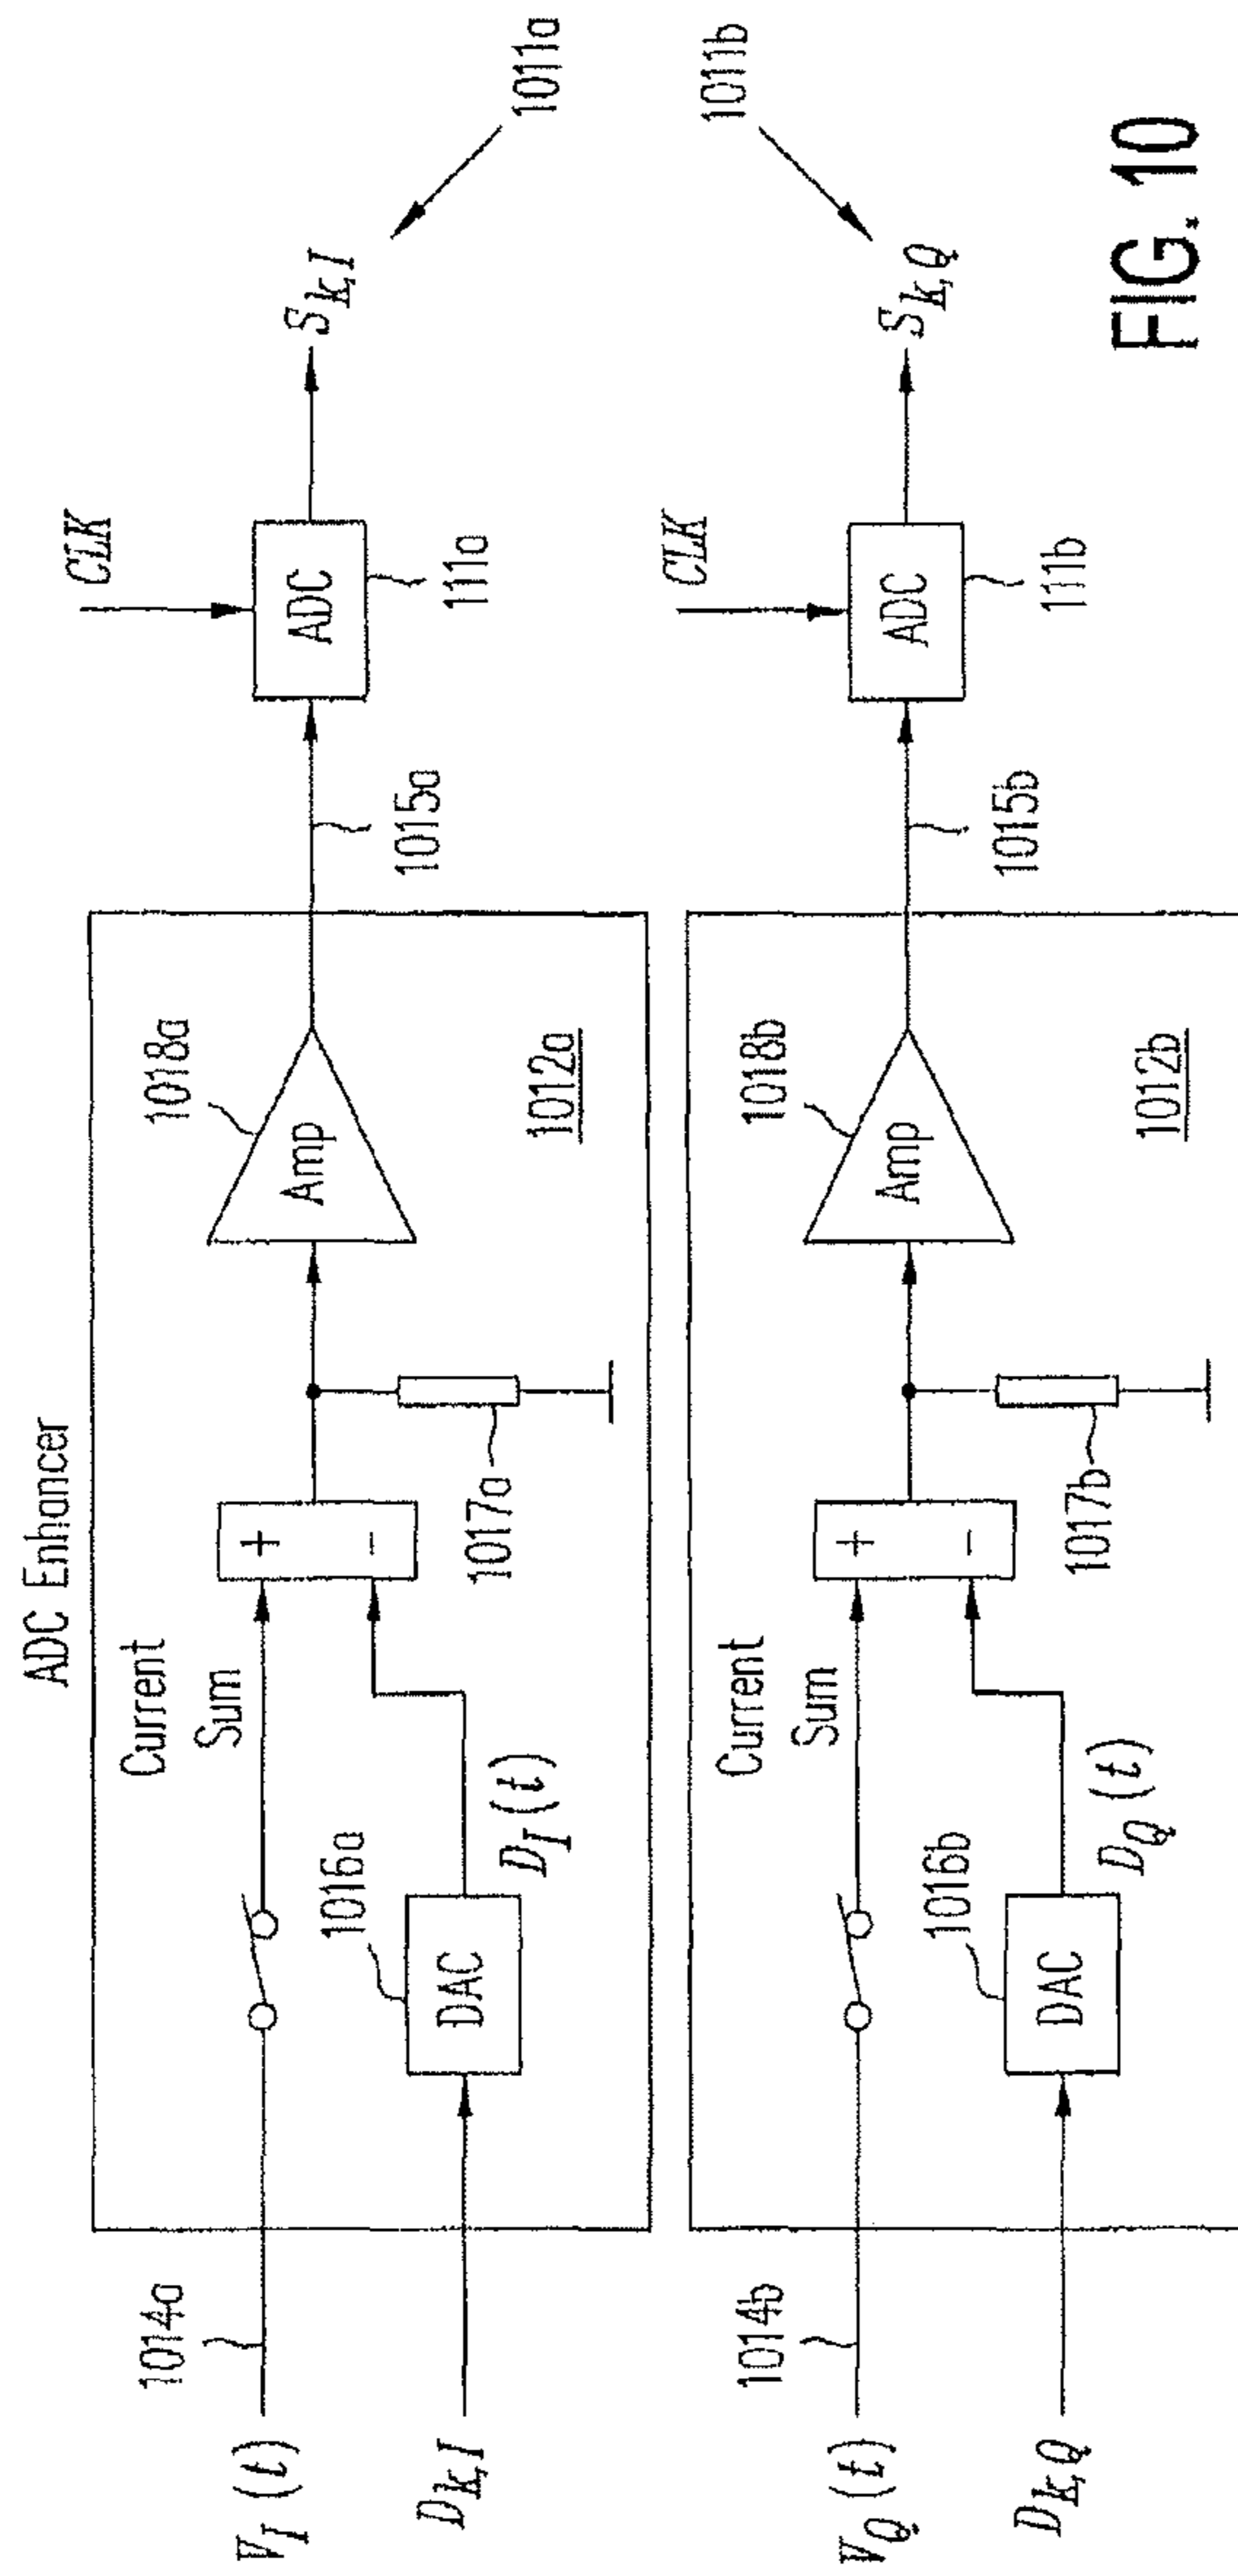 ADC Enhancer
V_I (t)
1014a
D_{k,I}
Current
Sum
1016a
DAC
D_I (t)
+
-
1017a
1018a
Amp
1012a
1015a
CLK
ADC
111a
S_{k,I}
1011a
V_Q (t)
1014b
D_{k,Q}
Current
Sum
1016b
DAC
D_Q (t)
+
-
1017b
1018b
Amp
1012b
1015b
CLK
ADC
111b
S_{k,Q}
1011b
FIG. 10